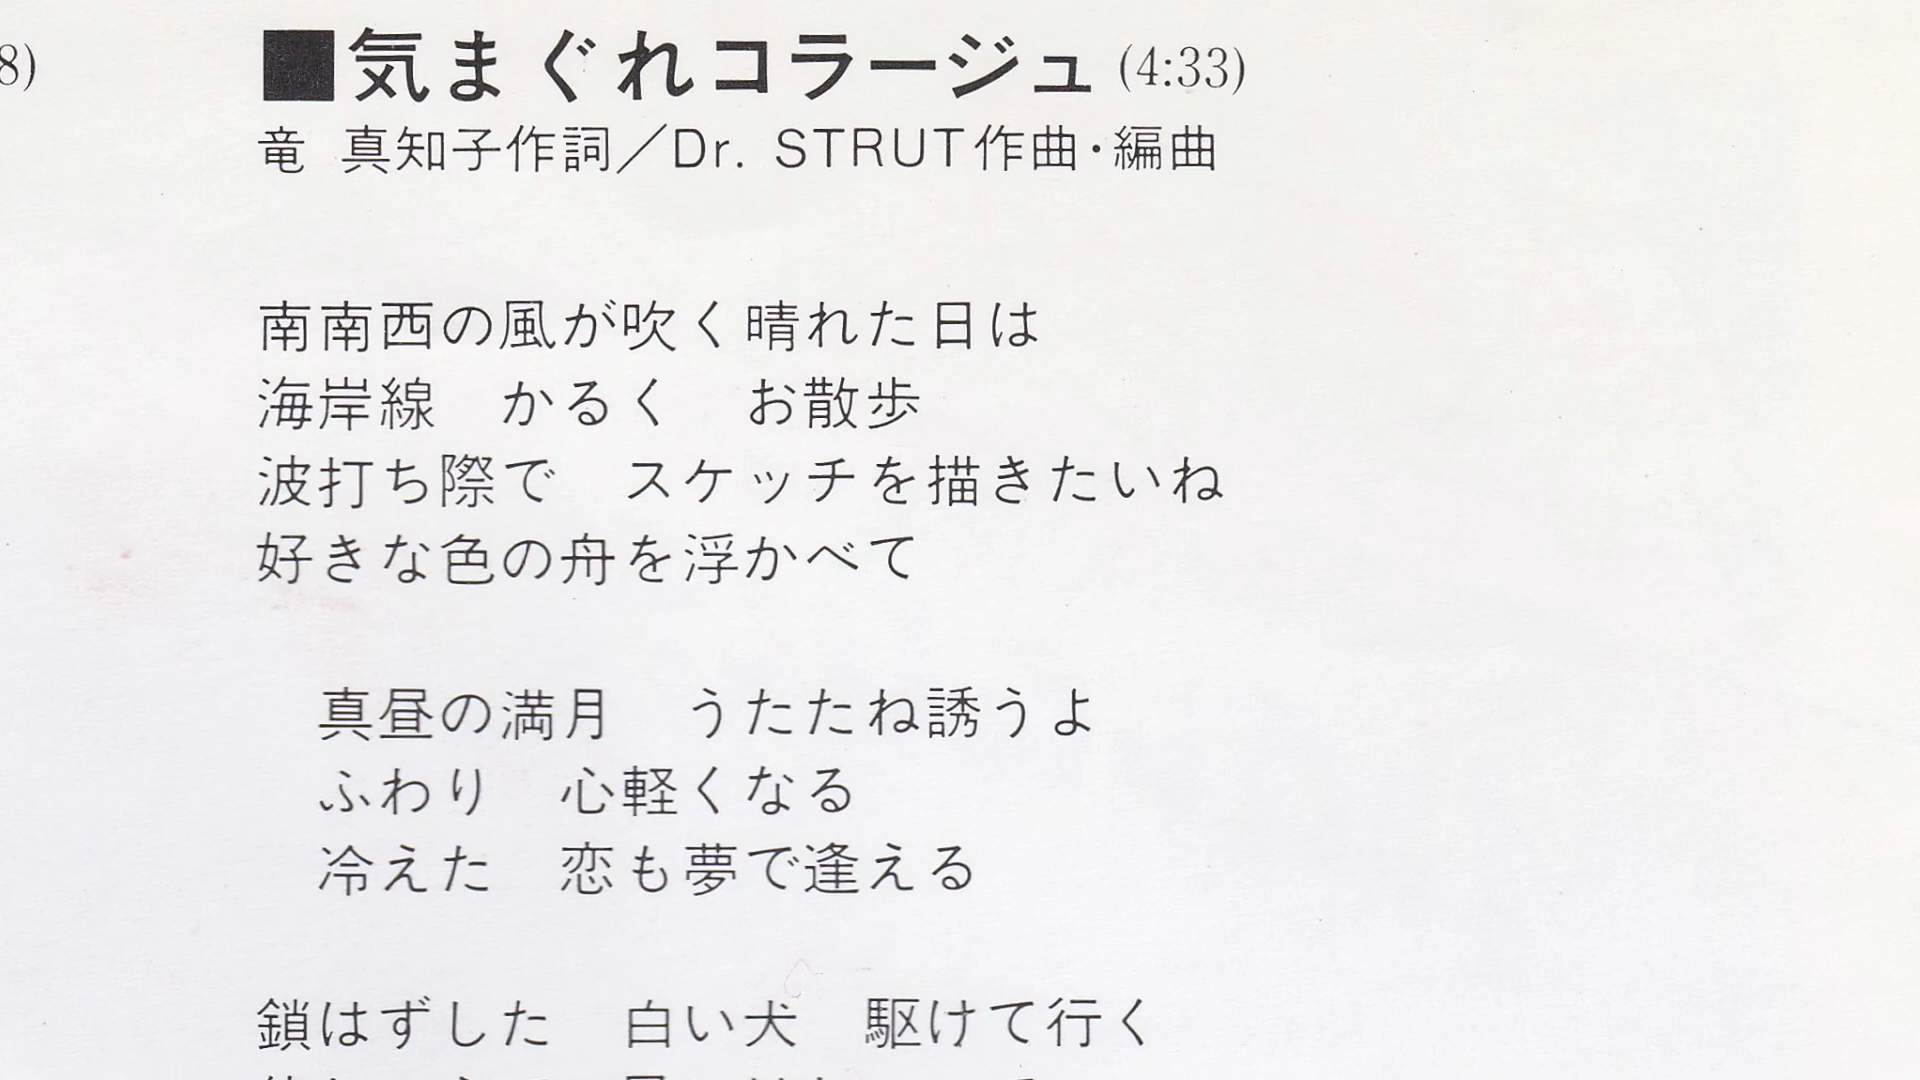 8)
■気まぐれコラージュ(4:33)
竜 真知子作詞／Dr. STRUT作曲・編曲
南南西の風が吹く晴れた日は
海岸線　かるく　お散歩
波打ち際で　スケッチを描きたいね
好きな色の舟を浮かべて
真昼の満月　うたたね誘うよ
ふわり　心軽くなる
冷えた　恋も夢で逢える
鎖はずした　白い犬　駆けて行く